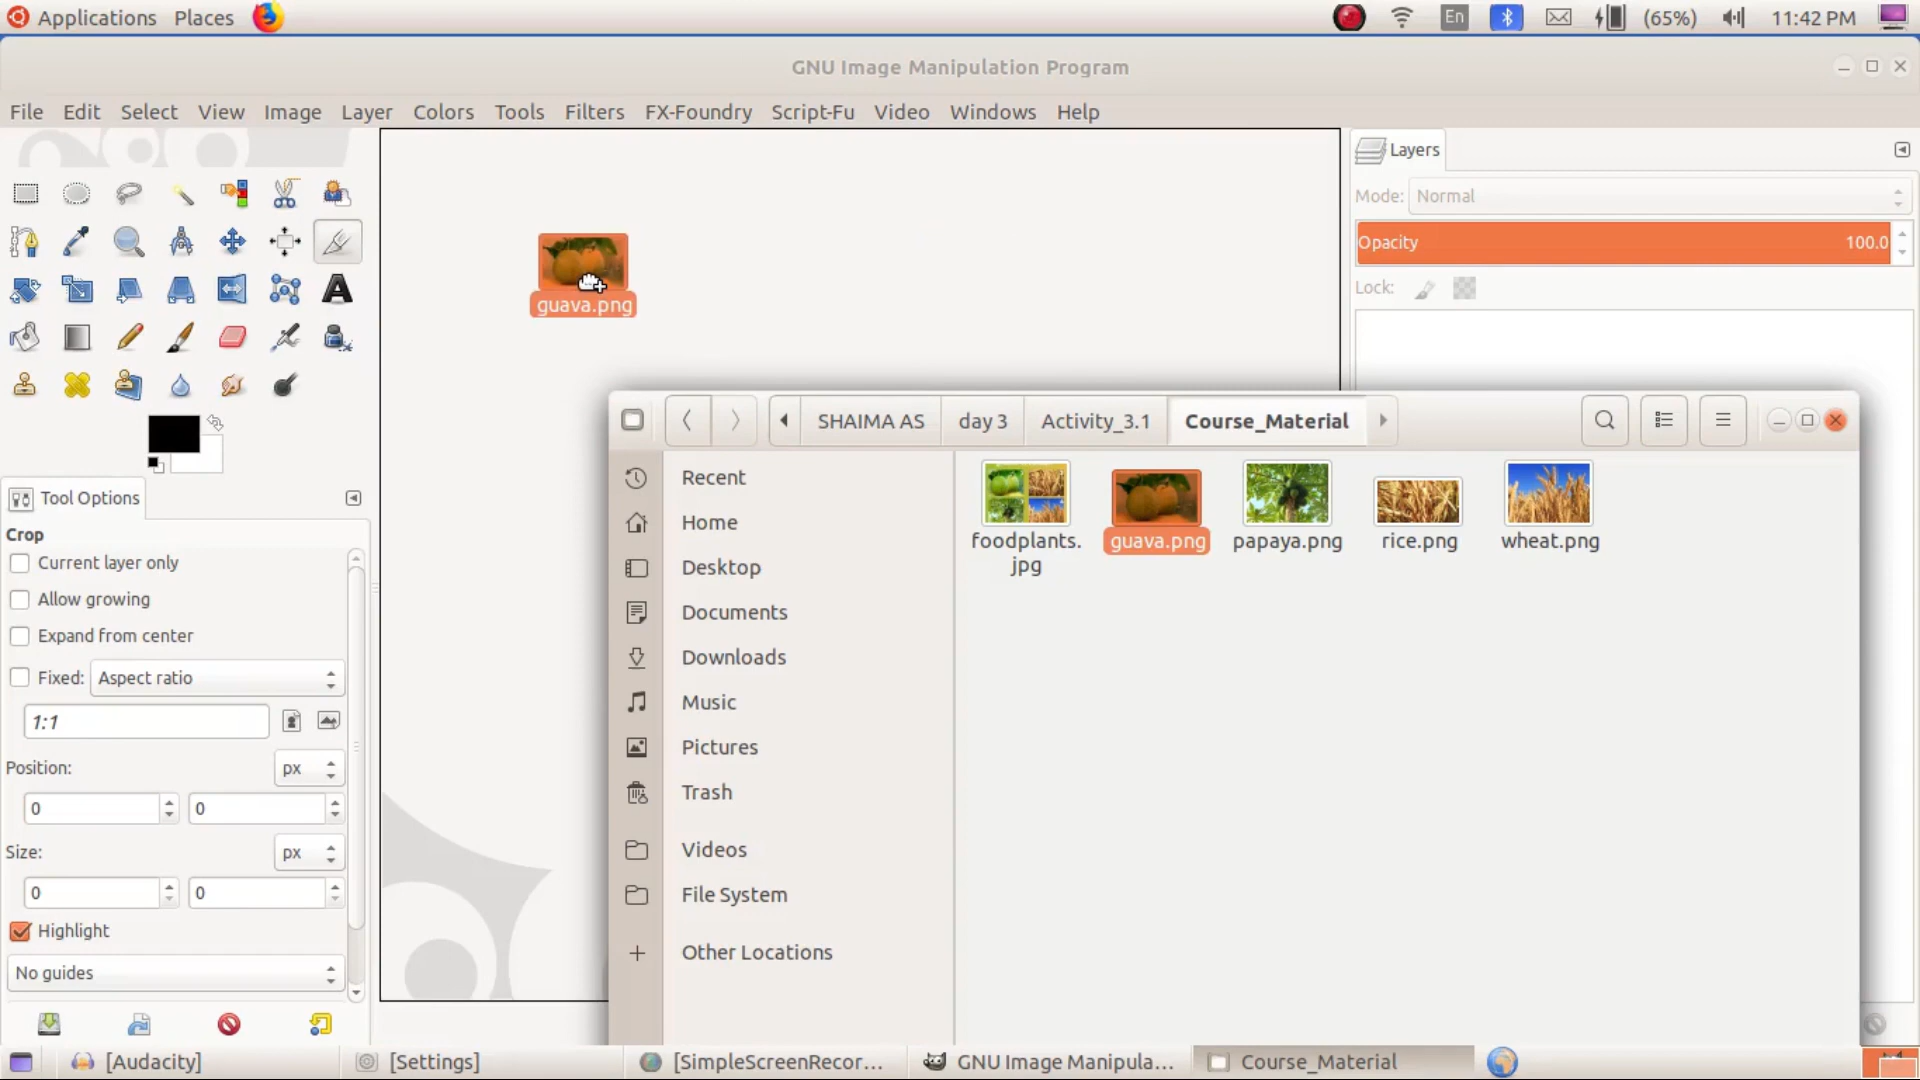 Applications Places En (65%) 11:42 PM
GNU Image Manipulation Program
File Edit Select View Image Layer Colors Tools Filters FX-Foundry Script-Fu Video Windows Help
Layers
Mode: Normal
Opacity 100.0
Lock:
guava.png
SHAIMA AS day 3 Activity_3.1 Course_Material
Tool Options
Crop
Current layer only
Allow growing
Expand from center
Fixed: Aspect ratio
1:1
Position: px
0 0
Size: px
0 0
Highlight
No guides
Recent
Home
Desktop
Documents
Downloads
Music
Pictures
Trash
Videos
File System
Other Locations
foodplants.
jpg
guava.png
papaya.png
rice.png
wheat.png
[Audacity] [Settings] [SimpleScreenRecor... GNU Image Manipula... Course_Material